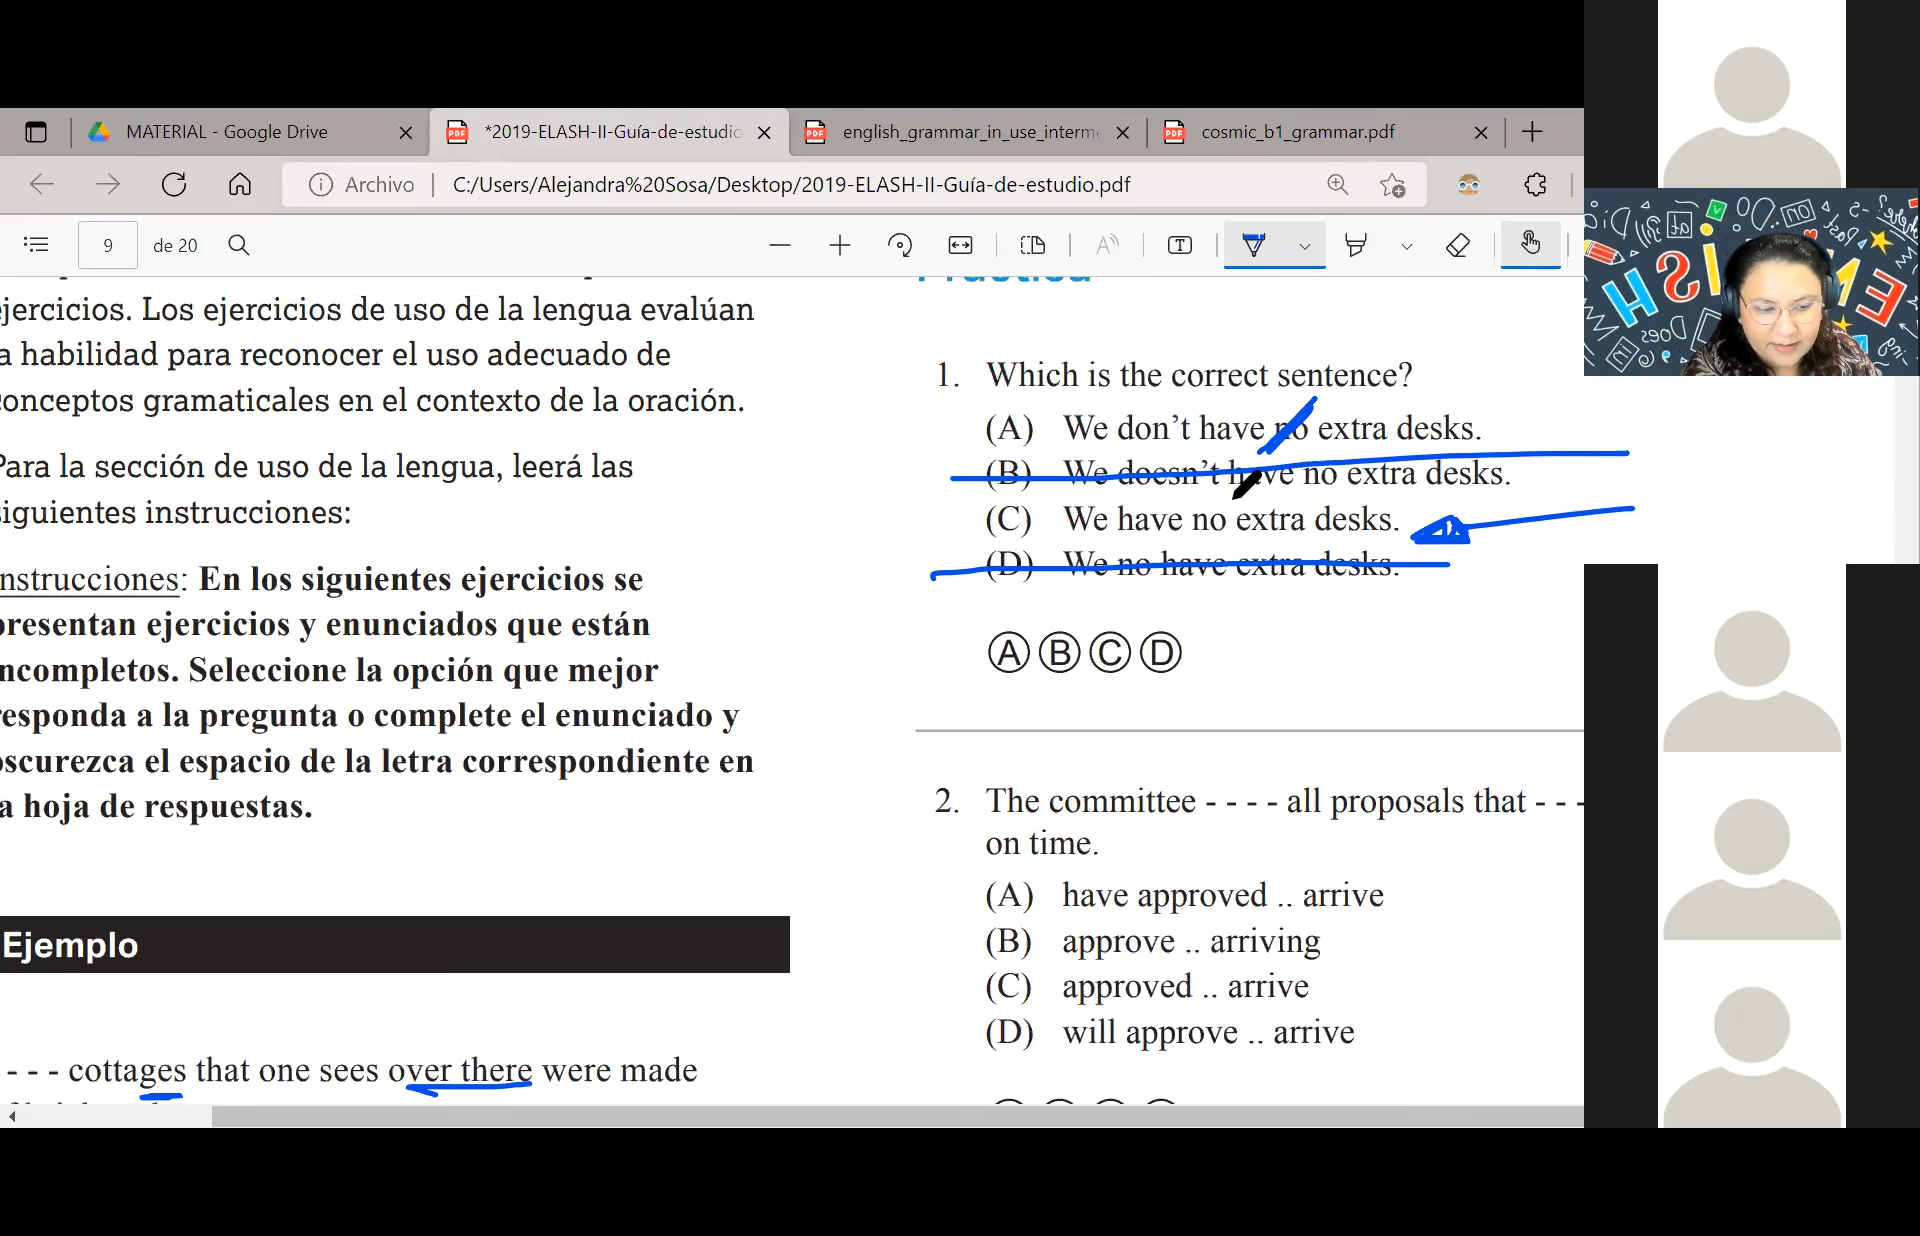 MATERIAL - Google Drive
*2019-ELASH-II-Guía-de-estudio
english_grammar_in_use_interme
cosmic_b1_grammar.pdf
Archivo
C:/Users/Alejandra%20Sosa/Desktop/2019-ELASH-II-Guía-de-estudio.pdf
9 de 20
ejercicios. Los ejercicios de uso de la lengua evalúan
a habilidad para reconocer el uso adecuado de
conceptos gramaticales en el contexto de la oración.
Para la sección de uso de la lengua, leerá las
siguientes instrucciones:
nstrucciones: En los siguientes ejercicios se
presentan ejercicios y enunciados que están
ncompletos. Seleccione la opción que mejor
responda a la pregunta o complete el enunciado y
oscurezca el espacio de la letra correspondiente en
a hoja de respuestas.
Ejemplo
- - - cottages that one sees over there were made
Práctica
1. Which is the correct sentence?
(A) We don't have no extra desks.
(B) We doesn't have no extra desks.
(C) We have no extra desks.
(D) We no have extra desks.
A B C D
2. The committee - - - - all proposals that - - -
on time.
(A) have approved .. arrive
(B) approve .. arriving
(C) approved .. arrive
(D) will approve .. arrive